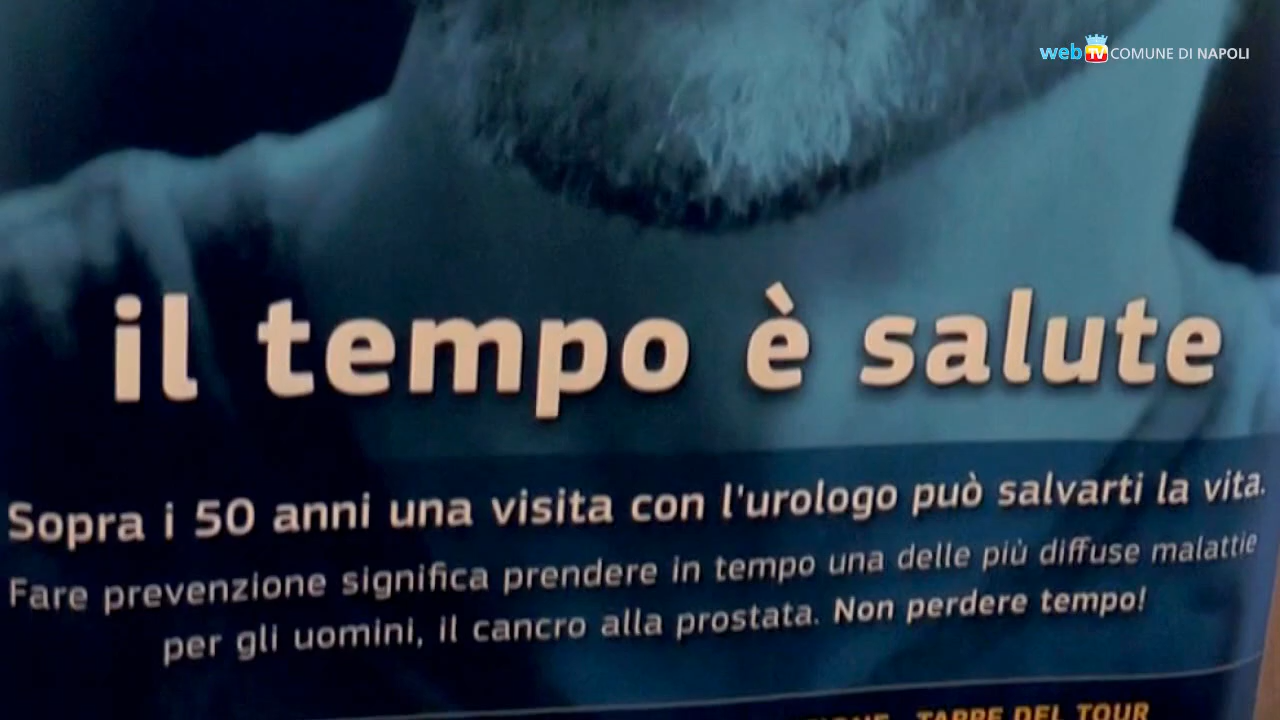 web TV COMUNE DI NAPOLI
il tempo è salute
Sopra i 50 anni una visita con l'urologo può salvarti la vita.
Fare prevenzione significa prendere in tempo una delle più diffuse malattie
per gli uomini, il cancro alla prostata. Non perdere tempo!
TAPPE DEL TOUR